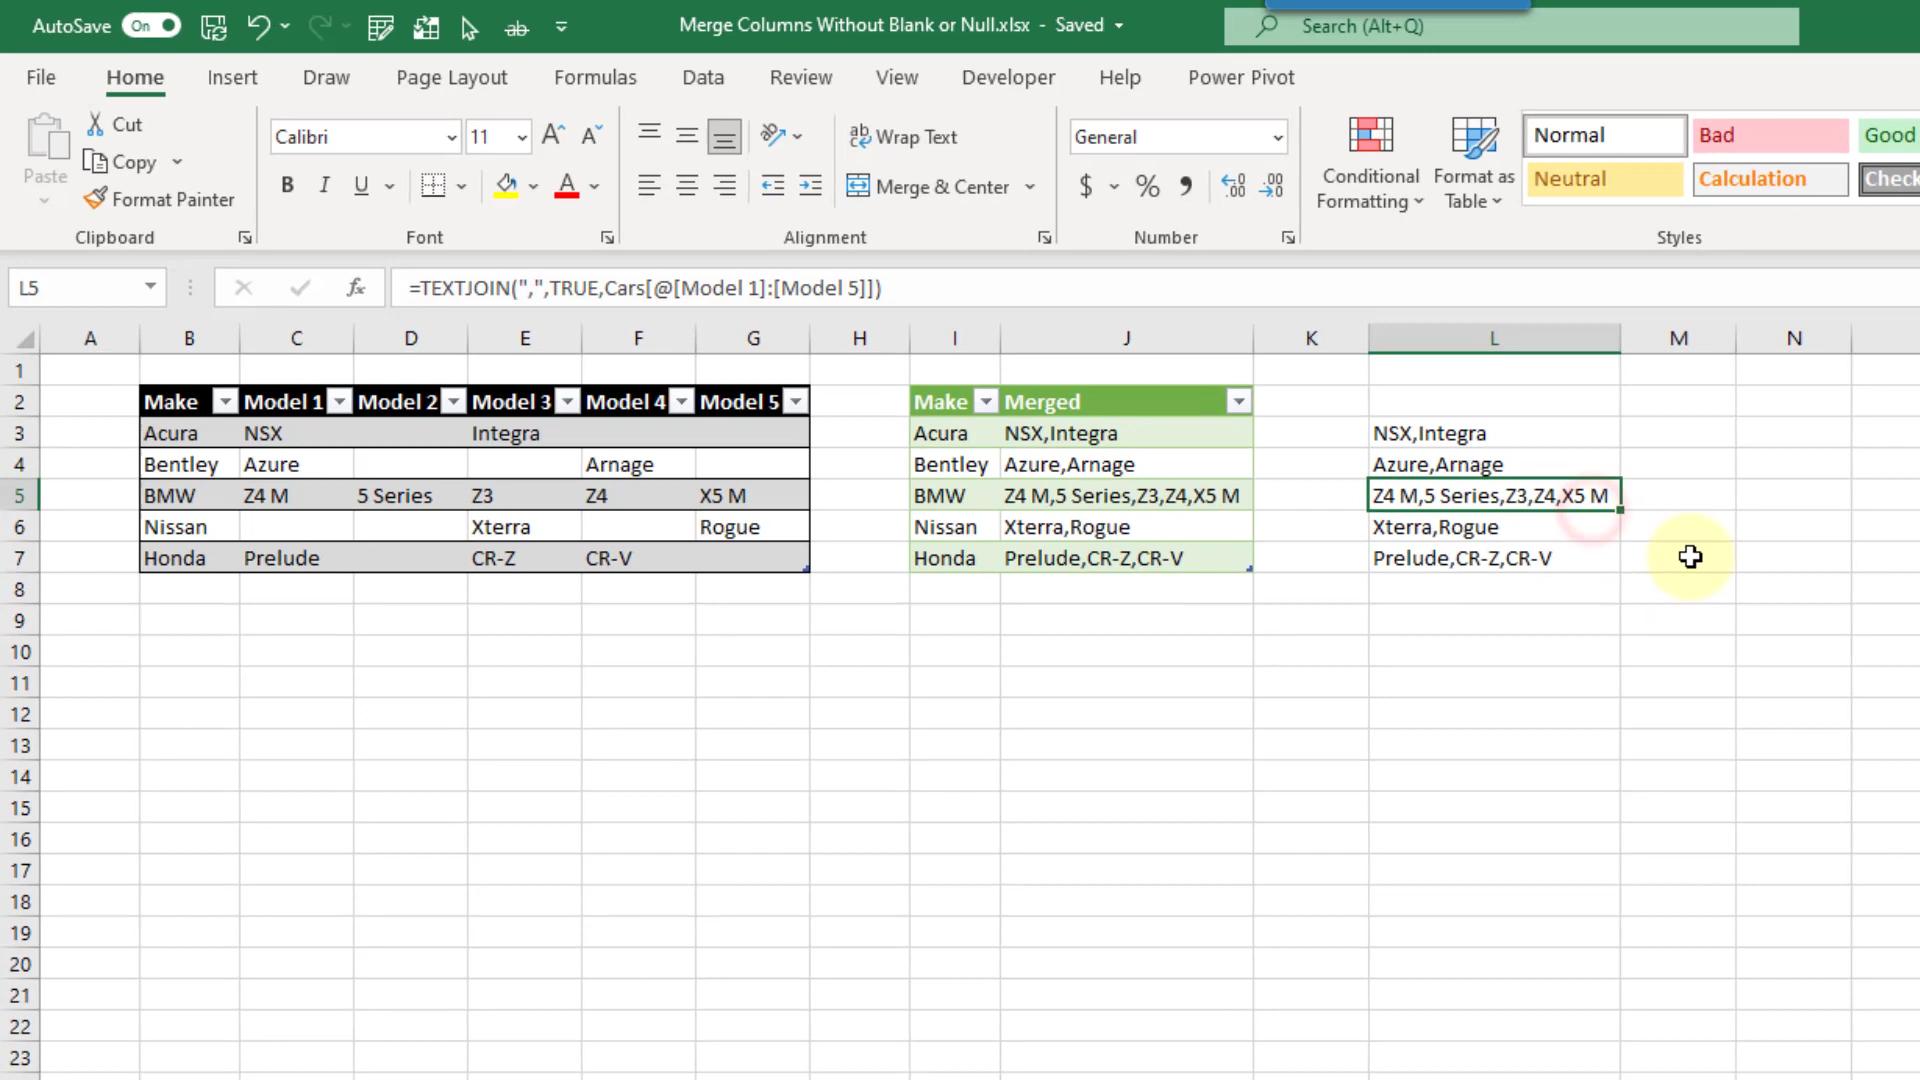 AutoSave On Merge Columns Without Blank or Null.xlsx - Saved Search (Alt+Q)
File Home Insert Draw Page Layout Formulas Data Review View Developer Help Power Pivot
Paste Cut Copy Format Painter Clipboard
Calibri 11 B I U A Font
ab Wrap Text Merge & Center Alignment
General $ % Number
Conditional Formatting Format as Table
Normal Bad Good
Neutral Calculation Check
Styles
L5 fx =TEXTJOIN(",",TRUE,Cars[@[Model 1]:[Model 5]])
A B C D E F G H I J K L M N
1
2 Make Model 1 Model 2 Model 3 Model 4 Model 5 Make Merged
3 Acura NSX Integra Acura NSX,Integra NSX,Integra
4 Bentley Azure Arnage Bentley Azure,Arnage Azure,Arnage
5 BMW Z4 M 5 Series Z3 Z4 X5 M BMW Z4 M,5 Series,Z3,Z4,X5 M Z4 M,5 Series,Z3,Z4,X5 M
6 Nissan Xterra Rogue Nissan Xterra,Rogue Xterra,Rogue
7 Honda Prelude CR-Z CR-V Honda Prelude,CR-Z,CR-V Prelude,CR-Z,CR-V
8
9
10
11
12
13
14
15
16
17
18
19
20
21
22
23